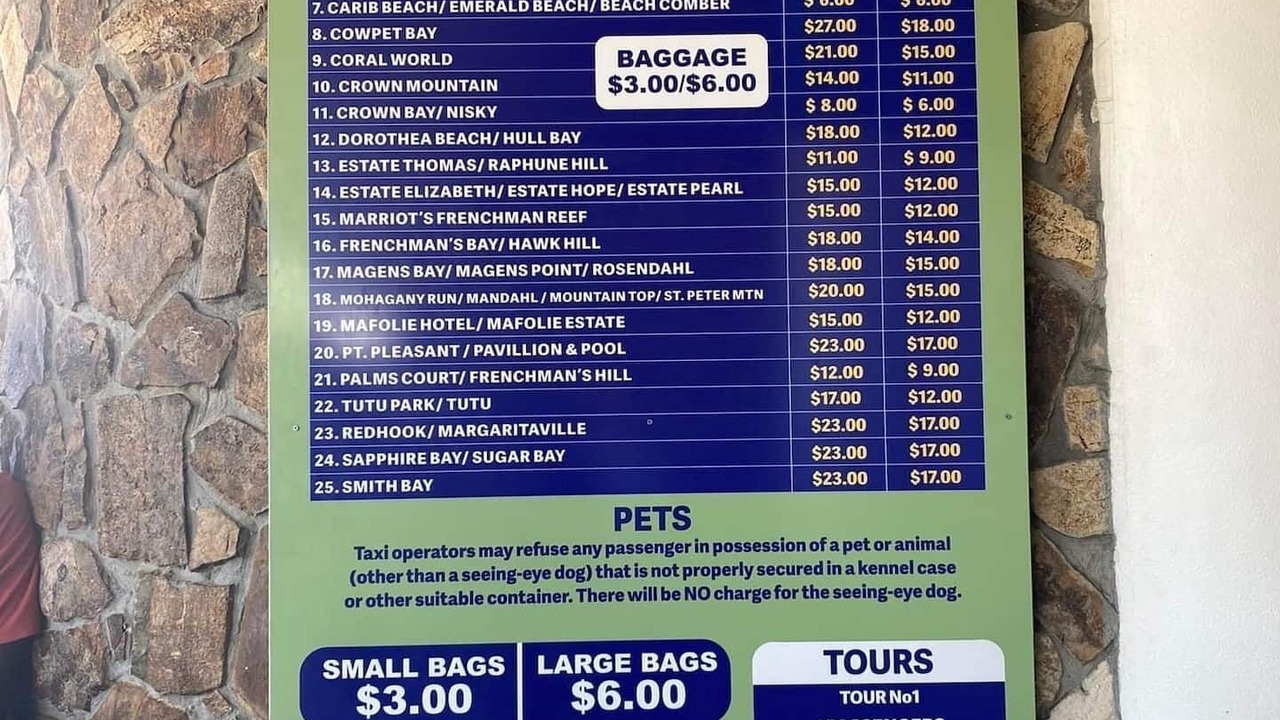 7. CARIB BEACH/ EMERALD BEACH/ BEACH COMBER
8. COWPET BAY $27.00 $18.00
9. CORAL WORLD $21.00 $15.00
10. CROWN MOUNTAIN $14.00 $11.00
11. CROWN BAY/ NISKY $ 8.00 $ 6.00
BAGGAGE
$3.00/$6.00
12. DOROTHEA BEACH/ HULL BAY $18.00 $12.00
13. ESTATE THOMAS/ RAPHUNE HILL $11.00 $ 9.00
14. ESTATE ELIZABETH/ ESTATE HOPE/ ESTATE PEARL $15.00 $12.00
15. MARRIOT'S FRENCHMAN REEF $15.00 $12.00
16. FRENCHMAN'S BAY/ HAWK HILL $18.00 $14.00
17. MAGENS BAY/ MAGENS POINT/ ROSENDAHL $18.00 $15.00
18. MOHAGANY RUN/ MANDAHL / MOUNTAIN TOP/ ST. PETER MTN $20.00 $15.00
19. MAFOLIE HOTEL/ MAFOLIE ESTATE $15.00 $12.00
20. PT. PLEASANT / PAVILLION & POOL $23.00 $17.00
21. PALMS COURT/ FRENCHMAN'S HILL $12.00 $ 9.00
22. TUTU PARK/ TUTU $17.00 $12.00
23. REDHOOK/ MARGARITAVILLE $23.00 $17.00
24. SAPPHIRE BAY/ SUGAR BAY $23.00 $17.00
25. SMITH BAY $23.00 $17.00
PETS
Taxi operators may refuse any passenger in possession of a pet or animal
(other than a seeing-eye dog) that is not properly secured in a kennel case
or other suitable container. There will be NO charge for the seeing-eye dog.
SMALL BAGS
$3.00
LARGE BAGS
$6.00
TOURS
TOUR No1